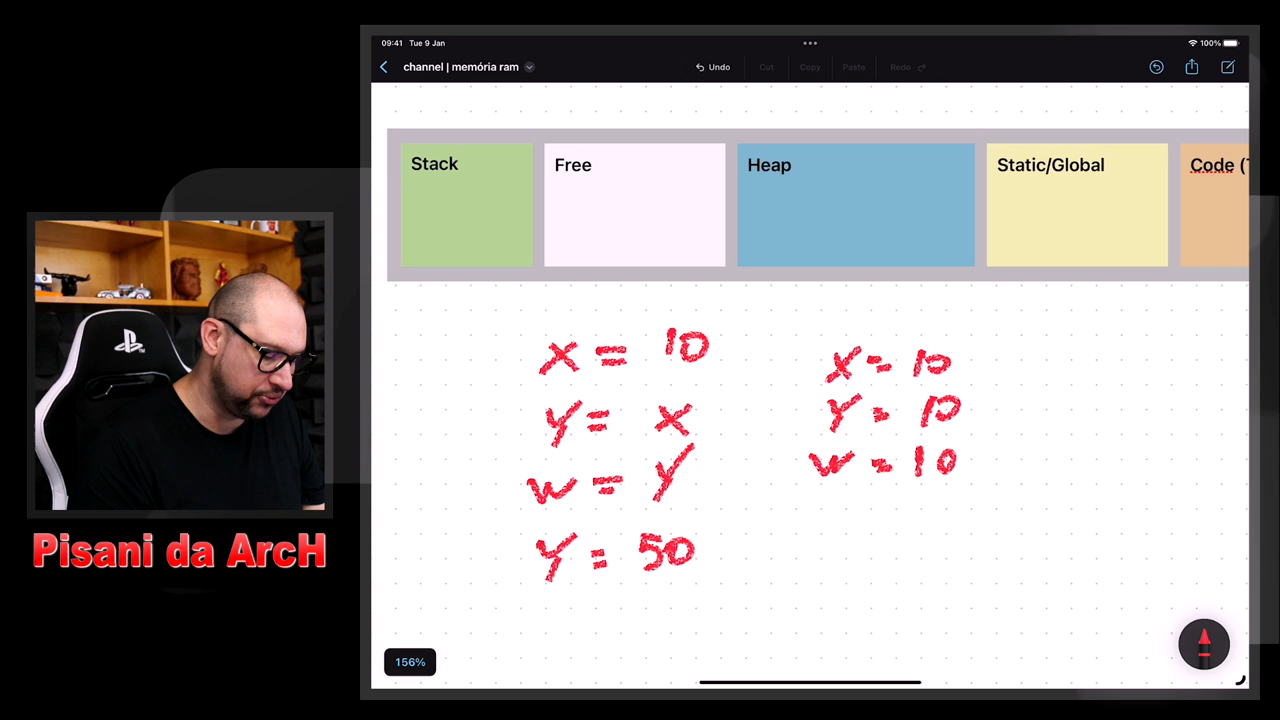 09:41 Tue 9 Jan
100%
channel | memória ram
Undo Cut Copy Paste Redo
Stack Free Heap Static/Global Code (T
x = 10
y = x
w = y
y = 50
x = 10
y = 10
w = 10
Pisani da ArcH
156%